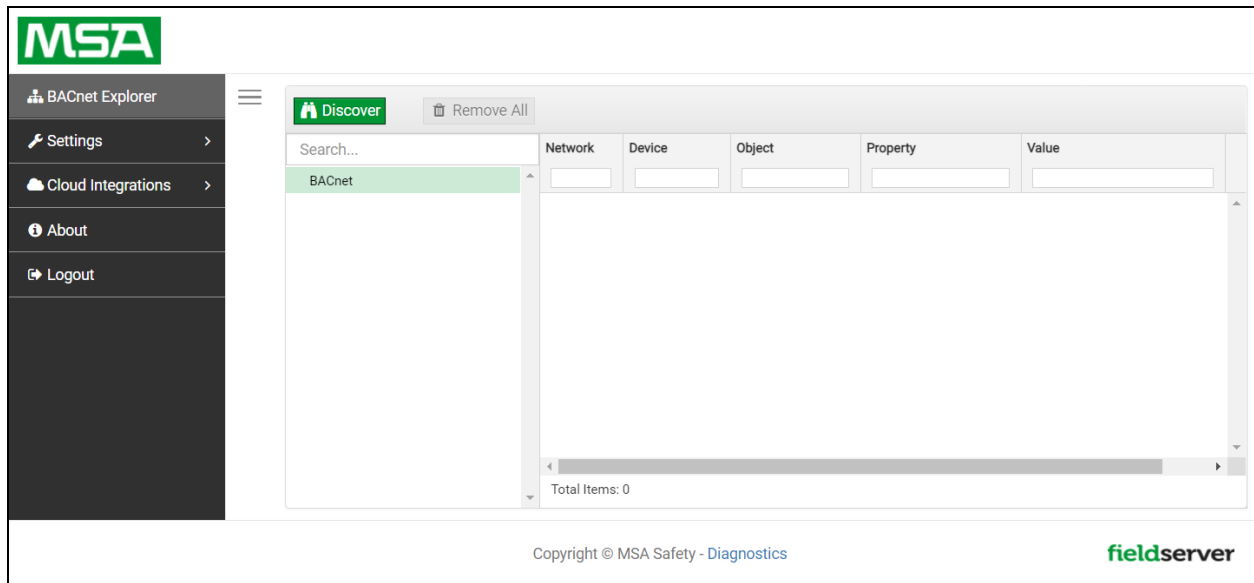 MSA
BACnet Explorer
Settings
Cloud Integrations
About
Logout
Discover
Remove All
Search...
BACnet
Network Device Object Property Value
Total Items: 0
Copyright © MSA Safety - Diagnostics
fieldserver